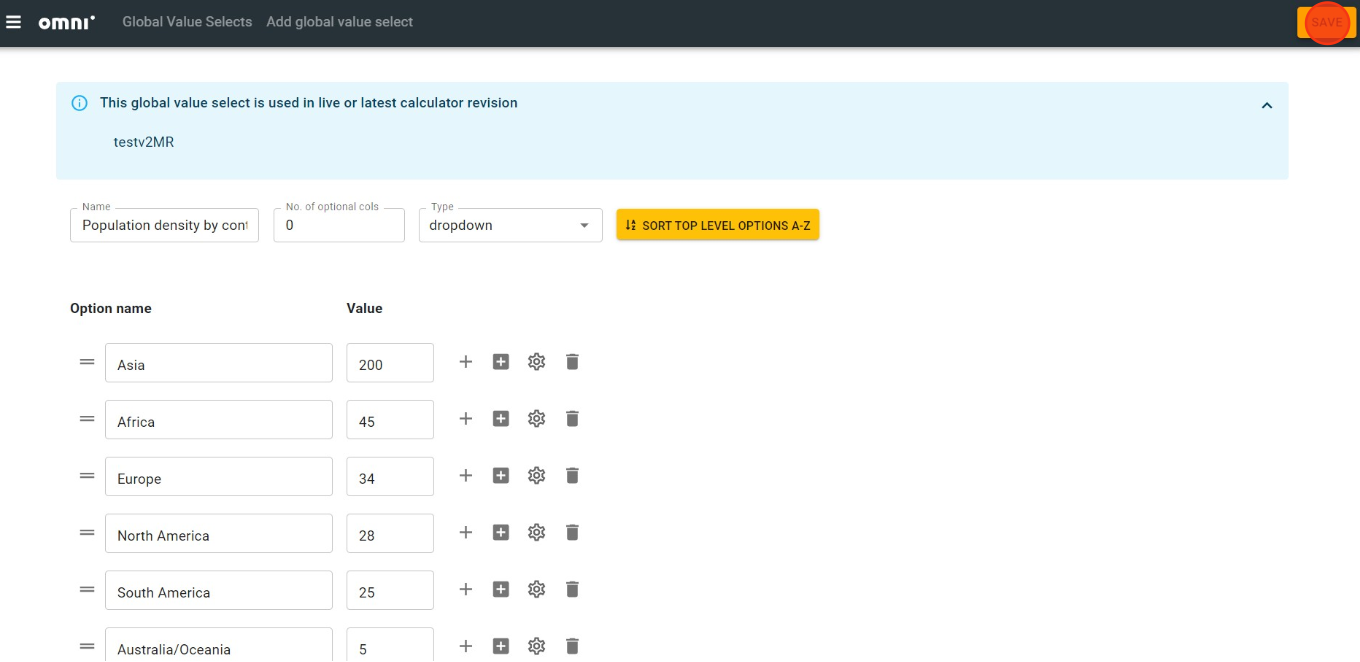 omni Global Value Selects Add global value select SAVE
This global value select is used in live or latest calculator revision
testv2MR
Name No. of optional cols Type
Population density by cont 0 dropdown SORT TOP LEVEL OPTIONS A-Z
Option name Value
Asia 200
Africa 45
Europe 34
North America 28
South America 25
Australia/Oceania 5